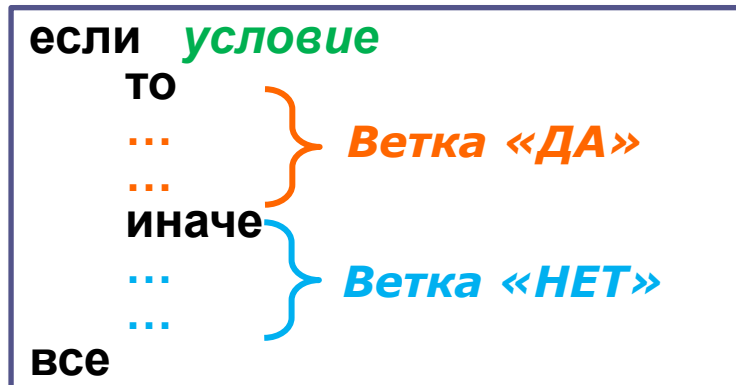 если условие
то
…
… Ветка «ДА»
…
иначе
…
… Ветка «НЕТ»
все